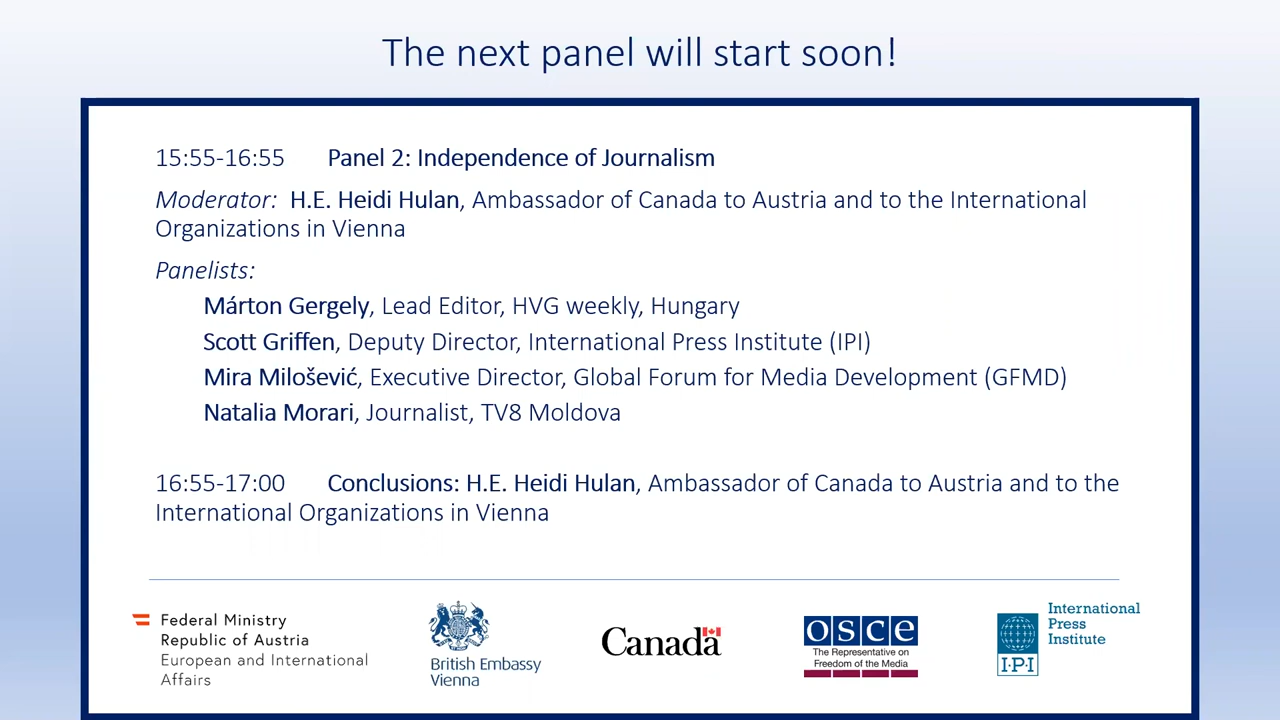 The next panel will start soon!
15:55-16:55 Panel 2: Independence of Journalism
Moderator: H.E. Heidi Hulan, Ambassador of Canada to Austria and to the International
Organizations in Vienna
Panelists:
Márton Gergely, Lead Editor, HVG weekly, Hungary
Scott Griffen, Deputy Director, International Press Institute (IPI)
Mira Milošević, Executive Director, Global Forum for Media Development (GFMD)
Natalia Morari, Journalist, TV8 Moldova
16:55-17:00 Conclusions: H.E. Heidi Hulan, Ambassador of Canada to Austria and to the
International Organizations in Vienna
Federal Ministry
Republic of Austria
European and International
Affairs
British Embassy
Vienna
Canada
osce
The Representative on
Freedom of the Media
I·P·I
International
Press
Institute